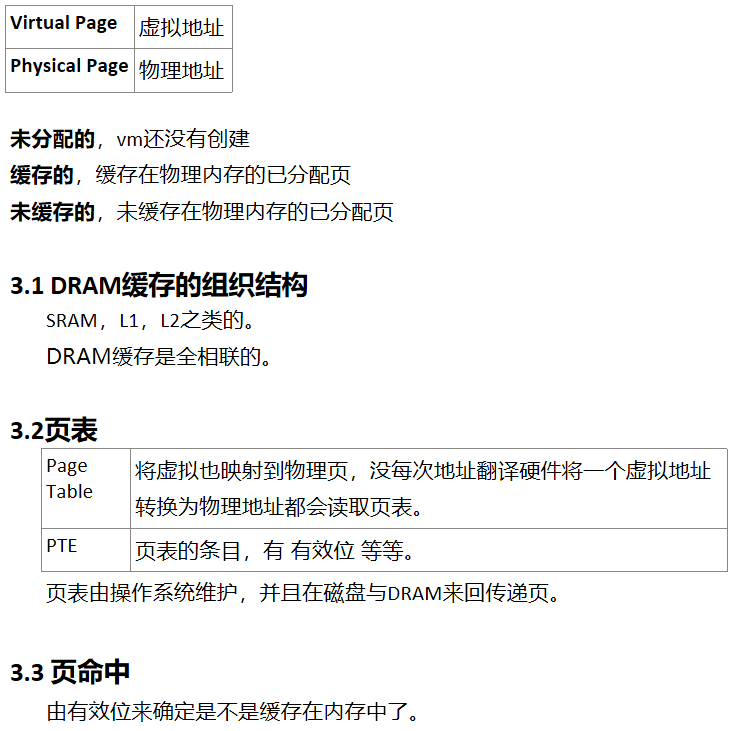 Virtual Page 虚拟地址
Physical Page 物理地址
未分配的，vm还没有创建
缓存的，缓存在物理内存的已分配页
未缓存的，未缓存在物理内存的已分配页
3.1 DRAM缓存的组织结构
SRAM，L1，L2之类的。
DRAM缓存是全相联的。
3.2页表
Page
Table
将虚拟也映射到物理页，没每次地址翻译硬件将一个虚拟地址
转换为物理地址都会读取页表。
PTE
页表的条目，有 有效位 等等。
页表由操作系统维护，并且在磁盘与DRAM来回传递页。
3.3 页命中
由有效位来确定是不是缓存在内存中了。